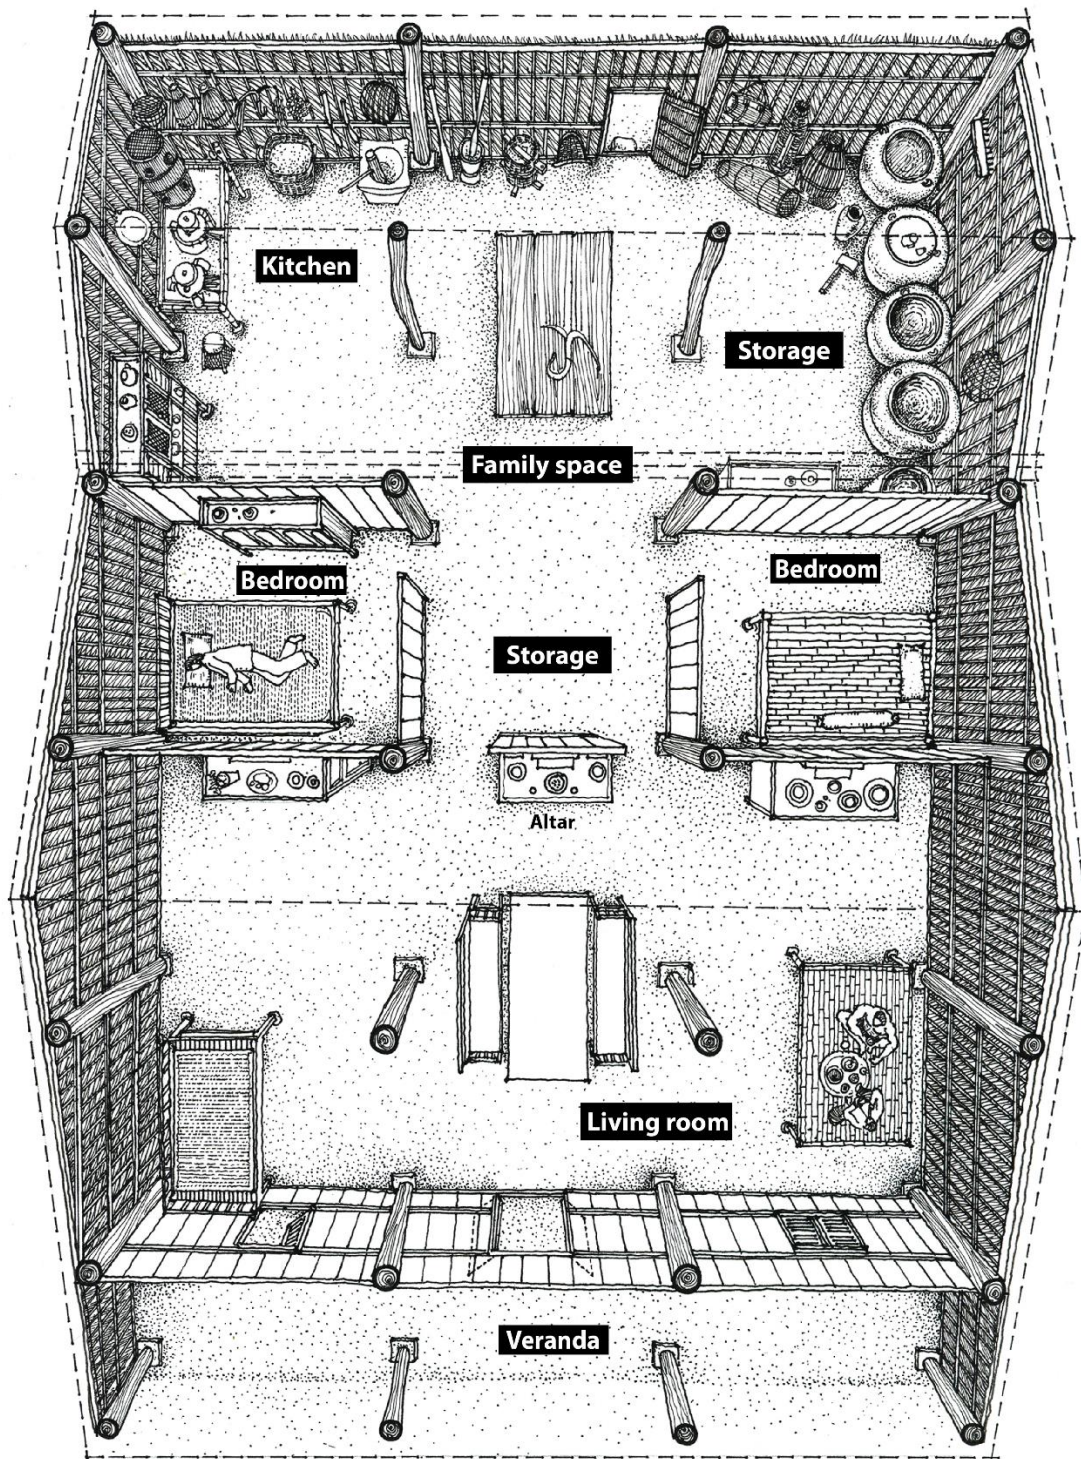 Kitchen
Storage
Family space
Bedroom
Bedroom
Storage
Altar
Living room
Veranda